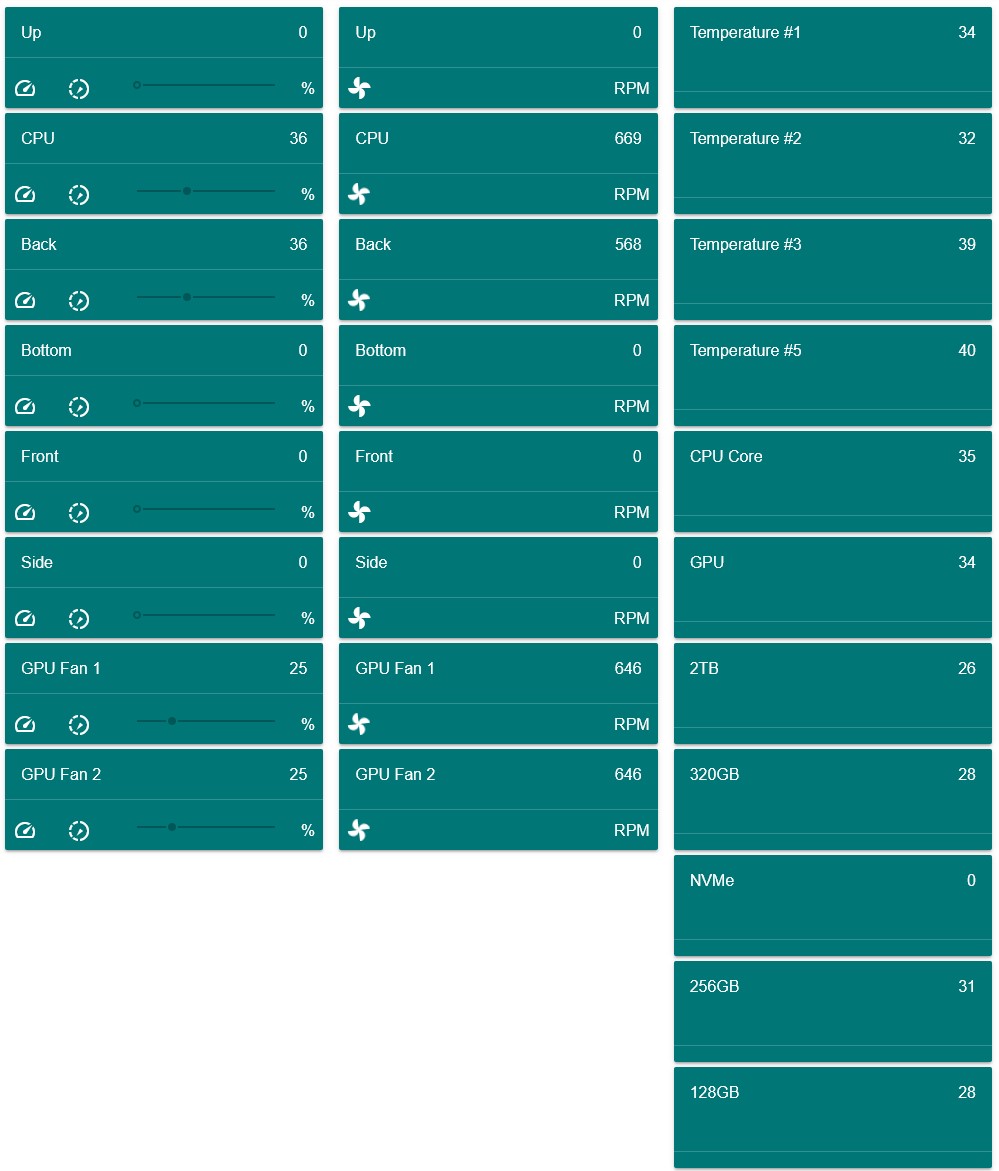 Up 0
%
CPU 36
%
Back 36
%
Bottom 0
%
Front 0
%
Side 0
%
GPU Fan 1 25
%
GPU Fan 2 25
%
Up 0
RPM
CPU 669
RPM
Back 568
RPM
Bottom 0
RPM
Front 0
RPM
Side 0
RPM
GPU Fan 1 646
RPM
GPU Fan 2 646
RPM
Temperature #1 34
Temperature #2 32
Temperature #3 39
Temperature #5 40
CPU Core 35
GPU 34
2TB 26
320GB 28
NVMe 0
256GB 31
128GB 28